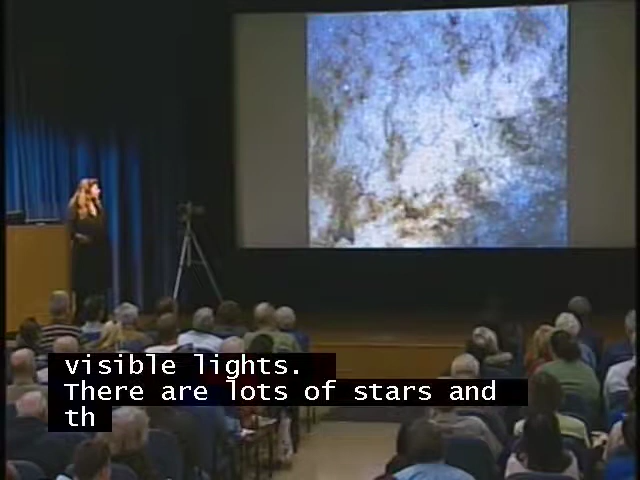 visible lights.
There are lots of stars and
th